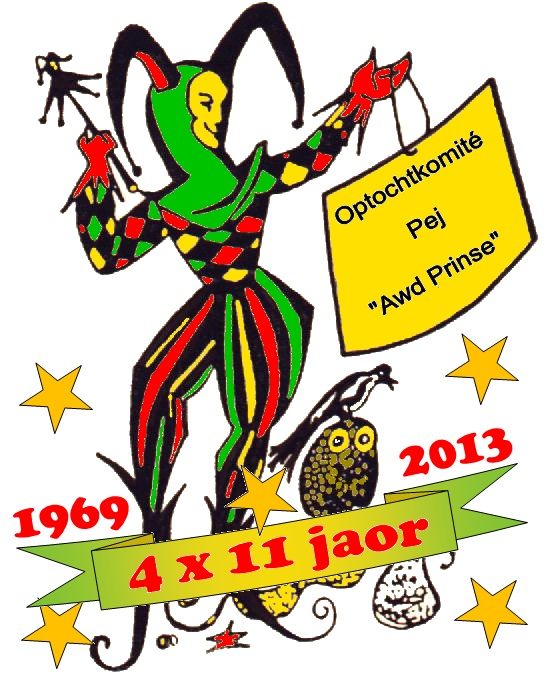 Optochtkomité
Pej
"Awd Prinse"
1969
2013
4 x 11 jaor